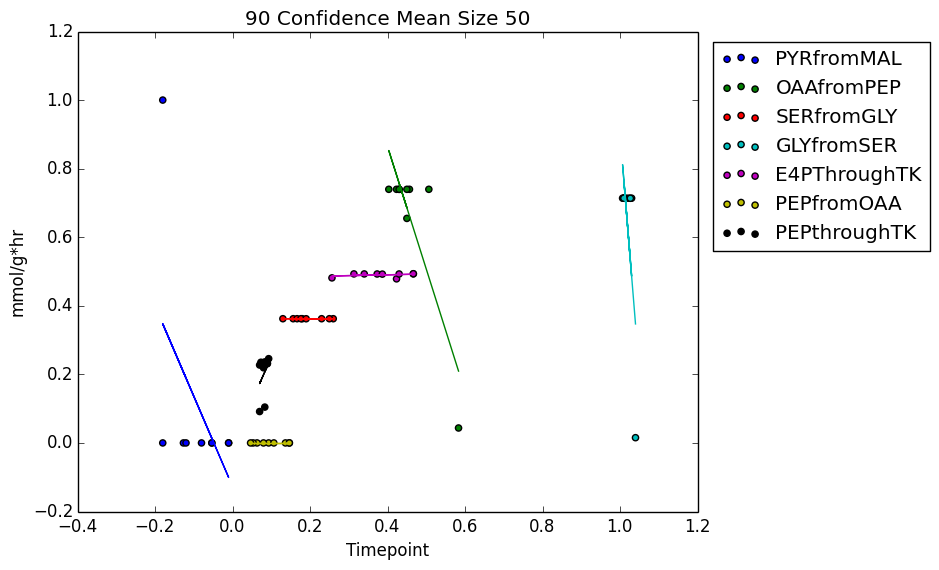 90 Confidence Mean Size 50
1.2
1.0
0.8
0.6
0.4
0.2
0.0
−0.2
mmol/g*hr
−0.4
−0.2
0.0
0.2
0.4
0.6
0.8
1.0
1.2
Timepoint
PYRfromMAL
OAAfromPEP
SERfromGLY
GLYfromSER
E4PThroughTK
PEPfromOAA
PEPthroughTK